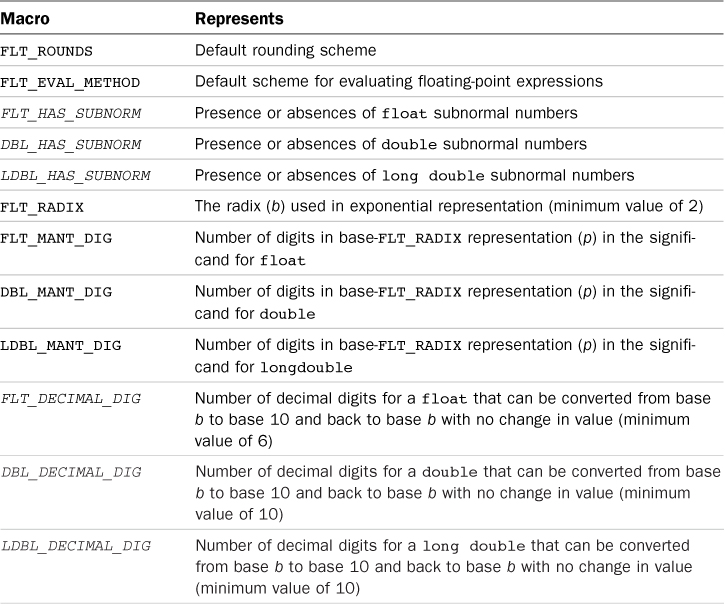 Macro Represents
FLT_ROUNDS Default rounding scheme
FLT_EVAL_METHOD Default scheme for evaluating floating-point expressions
FLT_HAS_SUBNORM Presence or absences of float subnormal numbers
DBL_HAS_SUBNORM Presence or absences of double subnormal numbers
LDBL_HAS_SUBNORM Presence or absences of long double subnormal numbers
FLT_RADIX The radix (b) used in exponential representation (minimum value of 2)
FLT_MANT_DIG Number of digits in base-FLT_RADIX representation (p) in the signifi-
cand for float
DBL_MANT_DIG Number of digits in base-FLT_RADIX representation (p) in the signifi-
cand for double
LDBL_MANT_DIG Number of digits in base-FLT_RADIX representation (p) in the signifi-
cand for longdouble
FLT_DECIMAL_DIG Number of decimal digits for a float that can be converted from base
b to base 10 and back to base b with no change in value (minimum
value of 6)
DBL_DECIMAL_DIG Number of decimal digits for a double that can be converted from base
b to base 10 and back to base b with no change in value (minimum
value of 10)
LDBL_DECIMAL_DIG Number of decimal digits for a long double that can be converted
from base b to base 10 and back to base b with no change in value
(minimum value of 10)